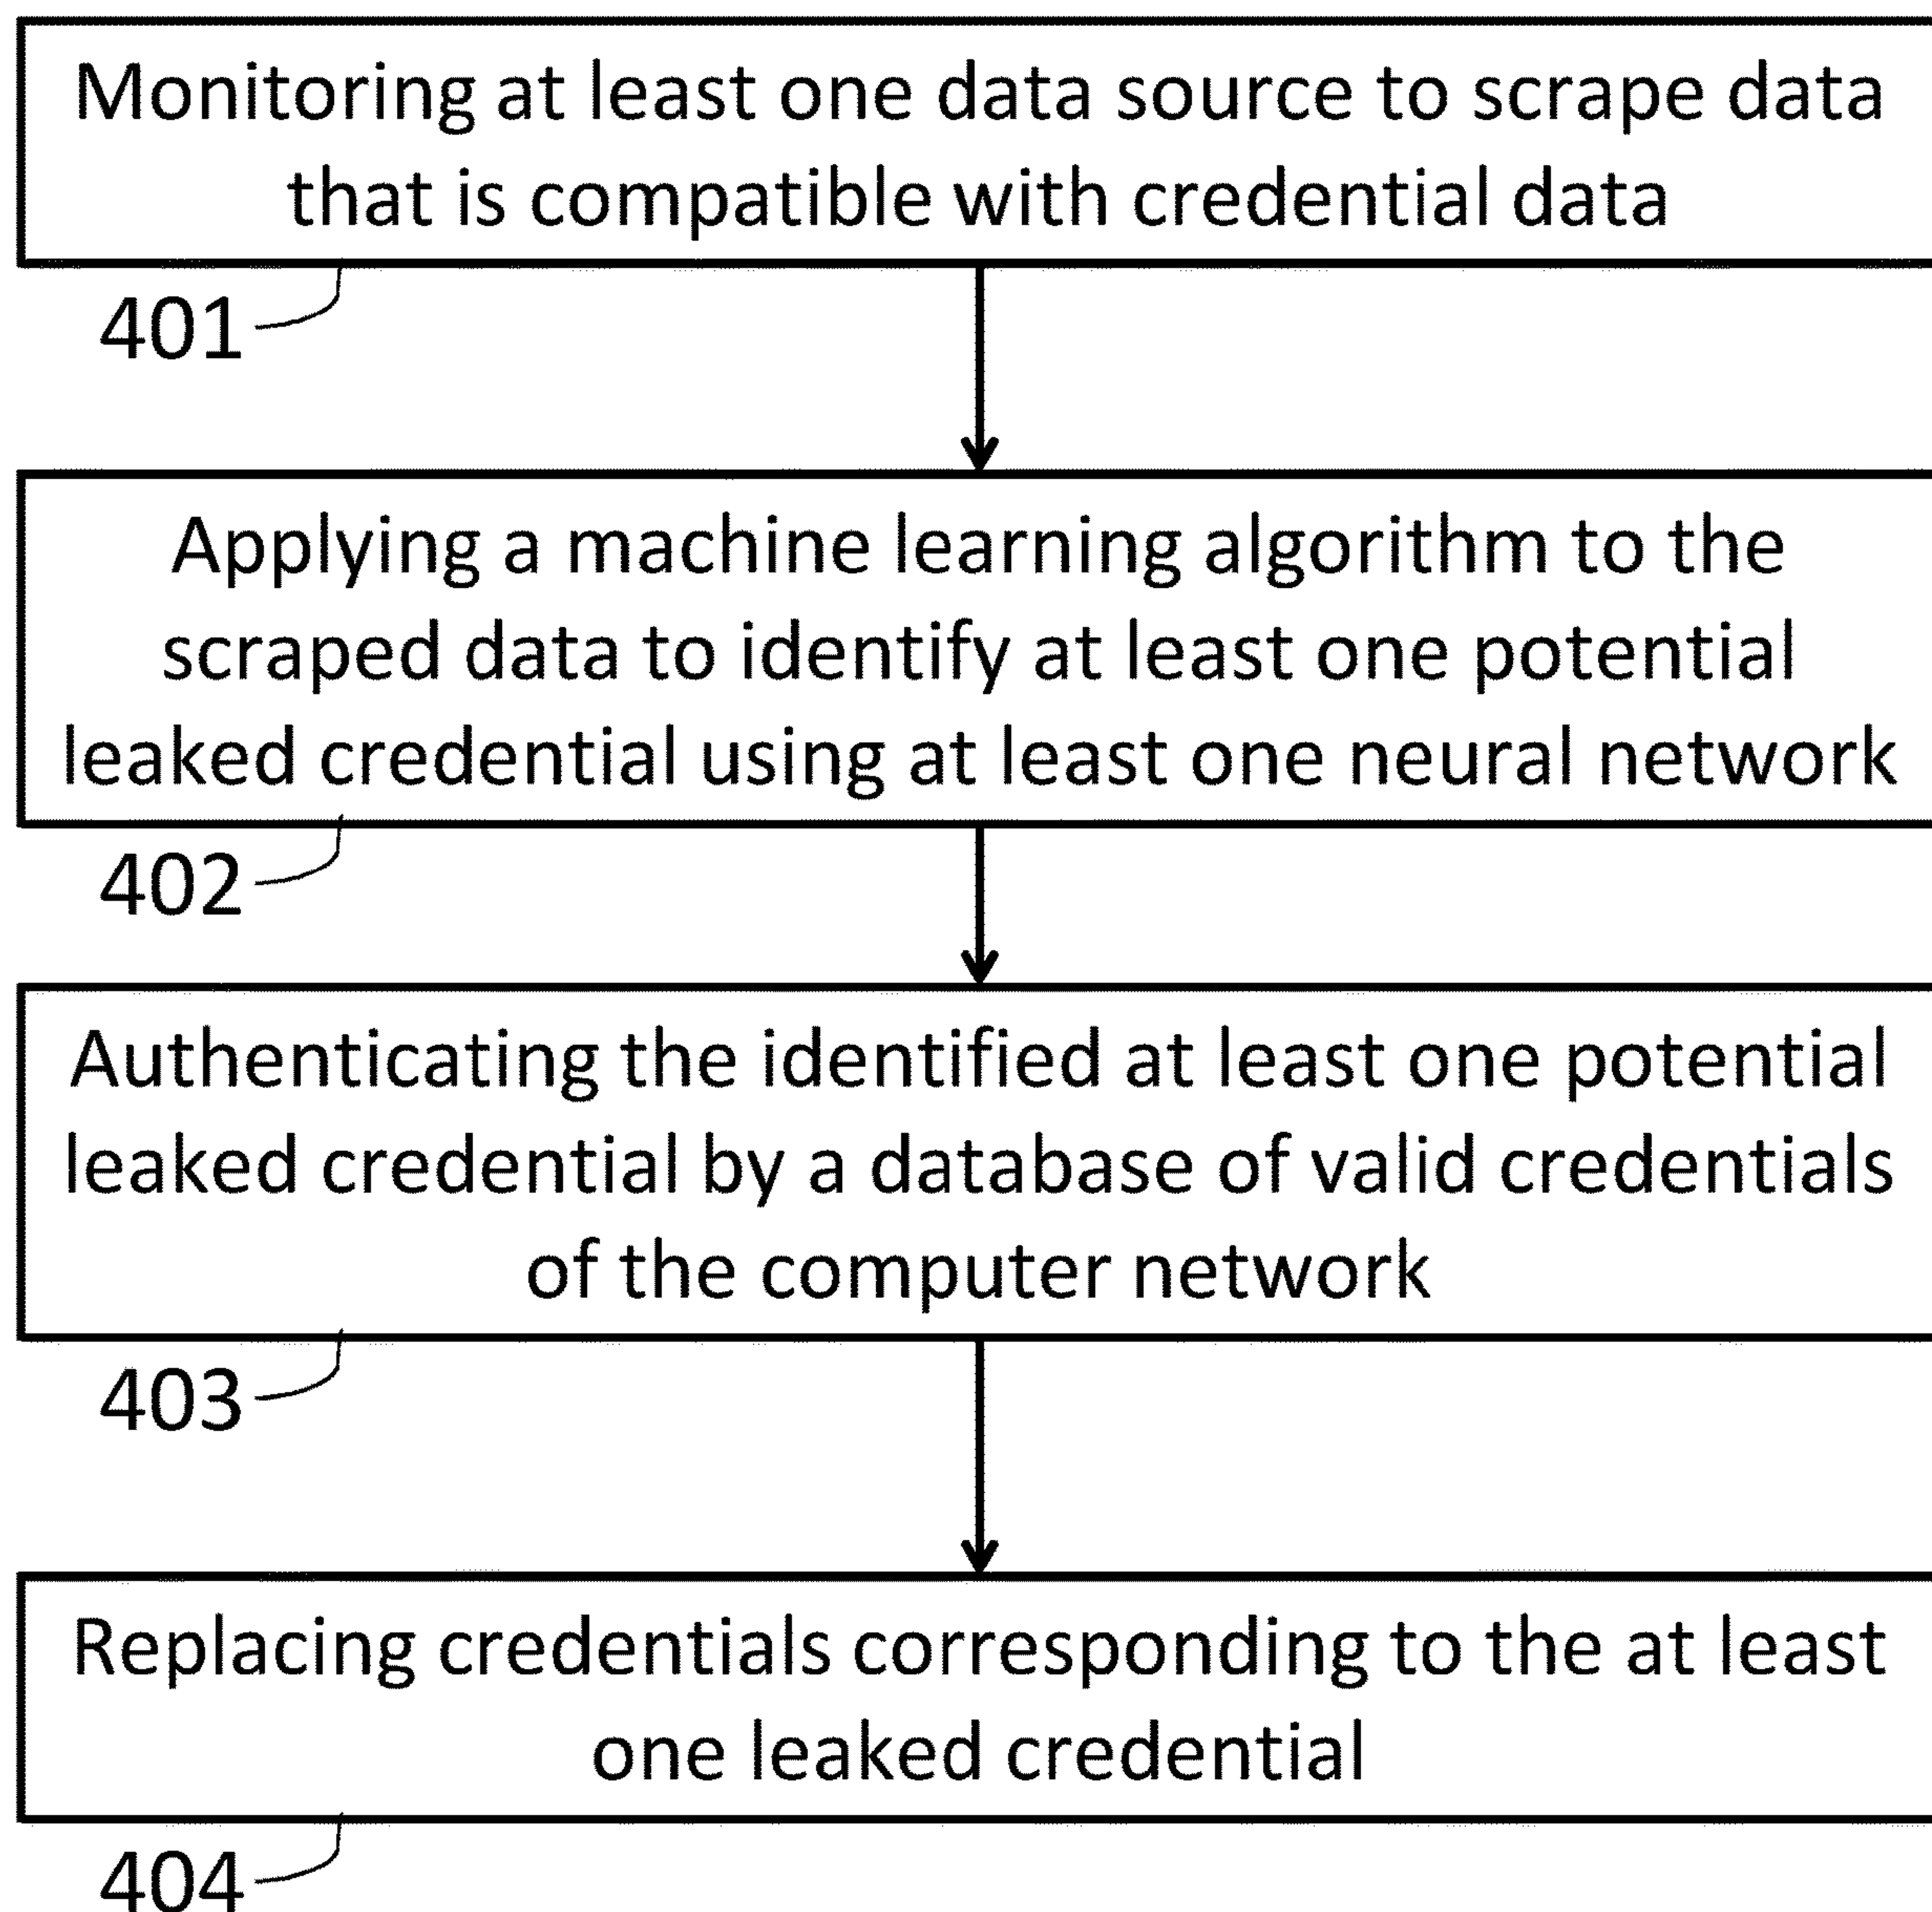 Monitoring at least one data source to scrape data
that is compatible with credential data
401
Applying a machine learning algorithm to the
scraped data to identify at least one potential
leaked credential using at least one neural network
402
Authenticating the identified at least one potential
leaked credential by a database of valid credentials
of the computer network
403
Replacing credentials corresponding to the at least
one leaked credential
404